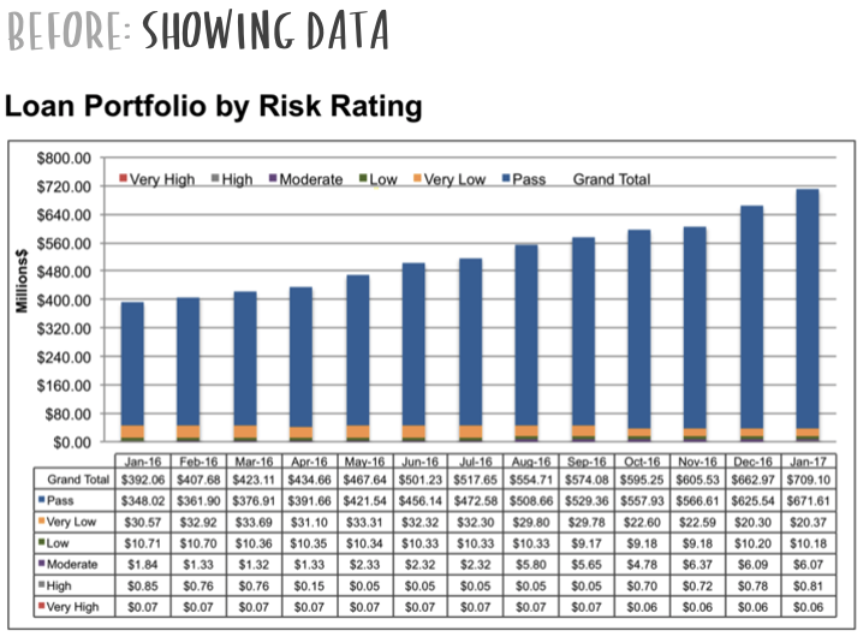 BEFORE: SHOWING DATA
Loan Portfolio by Risk Rating
$800.00
Very High High Moderate Low Very Low Pass Grand Total
$720.00
$640.00
$560.00
$480.00
$400.00
$320.00
$240.00
$160.00
$80.00
$0.00
Millions$
Jan-16 Feb-16 Mar-16 Apr-16 May-16 Jun-16 Jul-16 Aug-16 Sep-16 Oct-16 Nov-16 Dec-16 Jan-17
Grand Total $392.06 $407.68 $423.11 $434.66 $467.64 $501.23 $517.65 $554.71 $574.08 $595.25 $605.53 $662.97 $709.10
Pass $348.02 $361.90 $376.91 $391.66 $421.54 $456.14 $472.58 $508.66 $529.36 $557.93 $566.61 $625.54 $671.61
Very Low $30.57 $32.92 $33.69 $31.10 $33.31 $32.32 $32.30 $29.80 $29.78 $22.60 $22.59 $20.30 $20.37
Low $10.71 $10.70 $10.36 $10.35 $10.34 $10.33 $10.33 $10.33 $9.17 $9.18 $9.18 $10.20 $10.18
Moderate $1.84 $1.33 $1.32 $1.33 $2.33 $2.32 $2.32 $5.80 $5.65 $4.78 $6.37 $6.09 $6.07
High $0.85 $0.76 $0.76 $0.15 $0.05 $0.05 $0.05 $0.05 $0.05 $0.70 $0.72 $0.78 $0.81
Very High $0.07 $0.07 $0.07 $0.07 $0.07 $0.07 $0.07 $0.07 $0.07 $0.06 $0.06 $0.06 $0.06